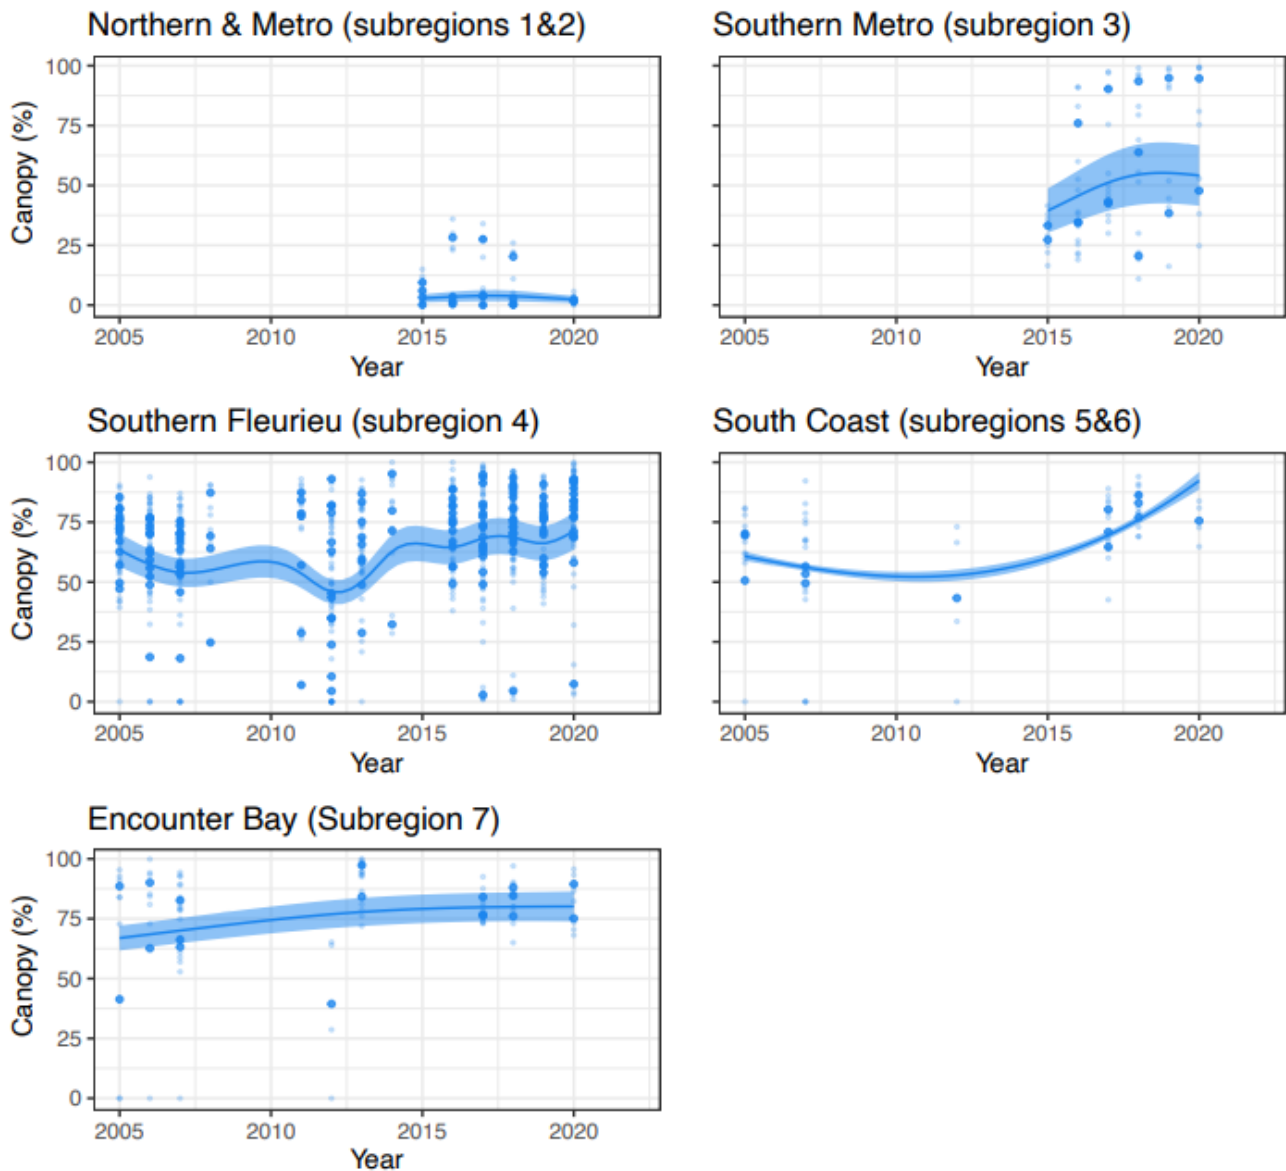 Northern & Metro (subregions 1&2)
Canopy (%)
100
75
50
25
0
2005 2010 2015 2020
Year
Southern Metro (subregion 3)
2005 2010 2015 2020
Year
Southern Fleurieu (subregion 4)
Canopy (%)
100
75
50
25
0
2005 2010 2015 2020
Year
South Coast (subregions 5&6)
2005 2010 2015 2020
Year
Encounter Bay (Subregion 7)
Canopy (%)
100
75
50
25
0
2005 2010 2015 2020
Year